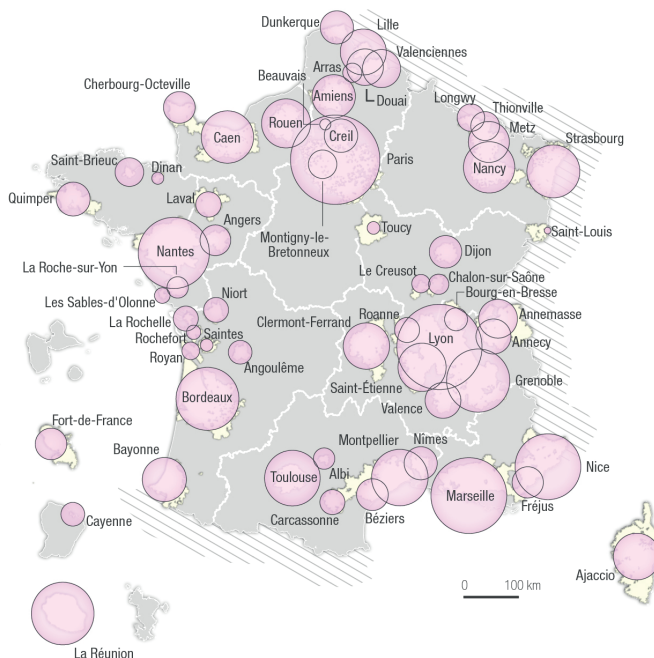 Dunkerque
Lille
Valenciennes
Arras
Beauvais
Douai
Cherbourg-Octeville
Amiens
Longwy
Thionville
Rouen
Metz
Caen
Creil
Strasbourg
Saint-Brieuc
Dinan
Paris
Nancy
Quimper
Laval
Angers
Toucy
Saint-Louis
Montigny-le-
Bretonneux
Nantes
Dijon
La Roche-sur-Yon
Le Creusot
Chalon-sur-Saône
Bourg-en-Bresse
Les Sables-d'Olonne
Niort
Roanne
Annemasse
La Rochelle
Clermont-Ferrand
Rochefort
Saintes
Lyon
Annecy
Royan
Angoulême
Saint-Étienne
Grenoble
Bordeaux
Valence
Fort-de-France
Bayonne
Montpellier
Nîmes
Toulouse
Albi
Nice
Marseille
Carcassonne
Béziers
Fréjus
Cayenne
Ajaccio
0 100 km
La Réunion